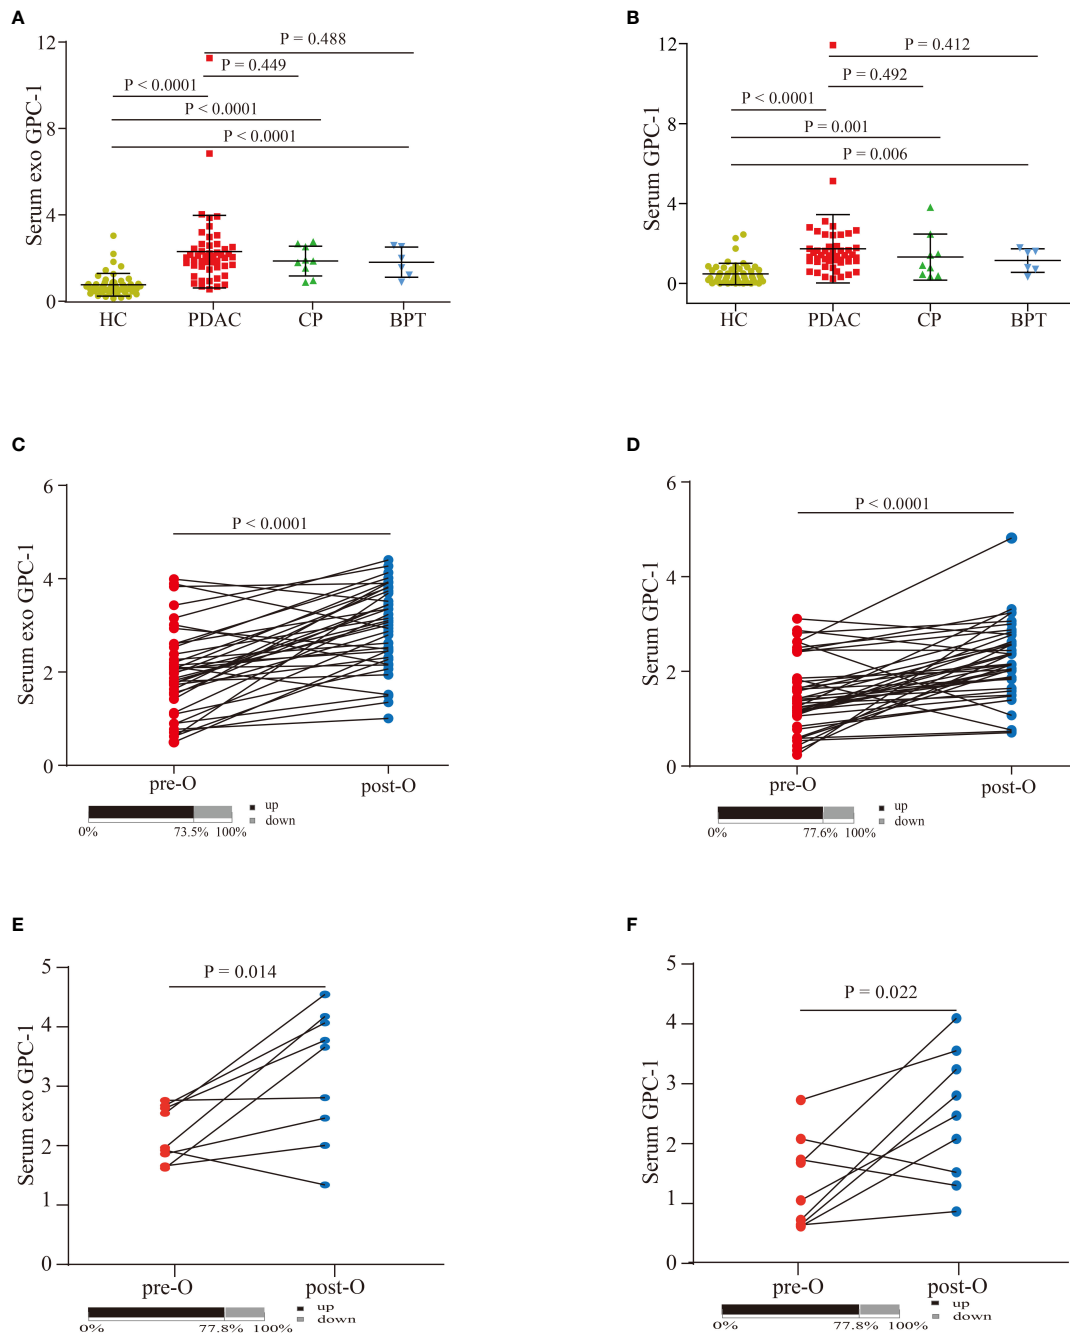 A
Serum exo GPC-1
12
8
4
0
P = 0.488
P = 0.449
P < 0.0001
P < 0.0001
P < 0.0001
HC PDAC CP BPT
B
Serum GPC-1
12
8
4
0
P = 0.412
P = 0.492
P < 0.0001
P = 0.001
P = 0.006
HC PDAC CP BPT
C
Serum exo GPC-1
6
4
2
0
P < 0.0001
pre-O post-O
up
down
0% 73.5% 100%
D
Serum GPC-1
6
4
2
0
P < 0.0001
pre-O post-O
up
down
0% 77.6% 100%
E
Serum exo GPC-1
5
4
3
2
1
0
P = 0.014
pre-O post-O
up
down
0% 77.8% 100%
F
Serum GPC-1
5
4
3
2
1
0
P = 0.022
pre-O post-O
up
down
0% 77.8% 100%